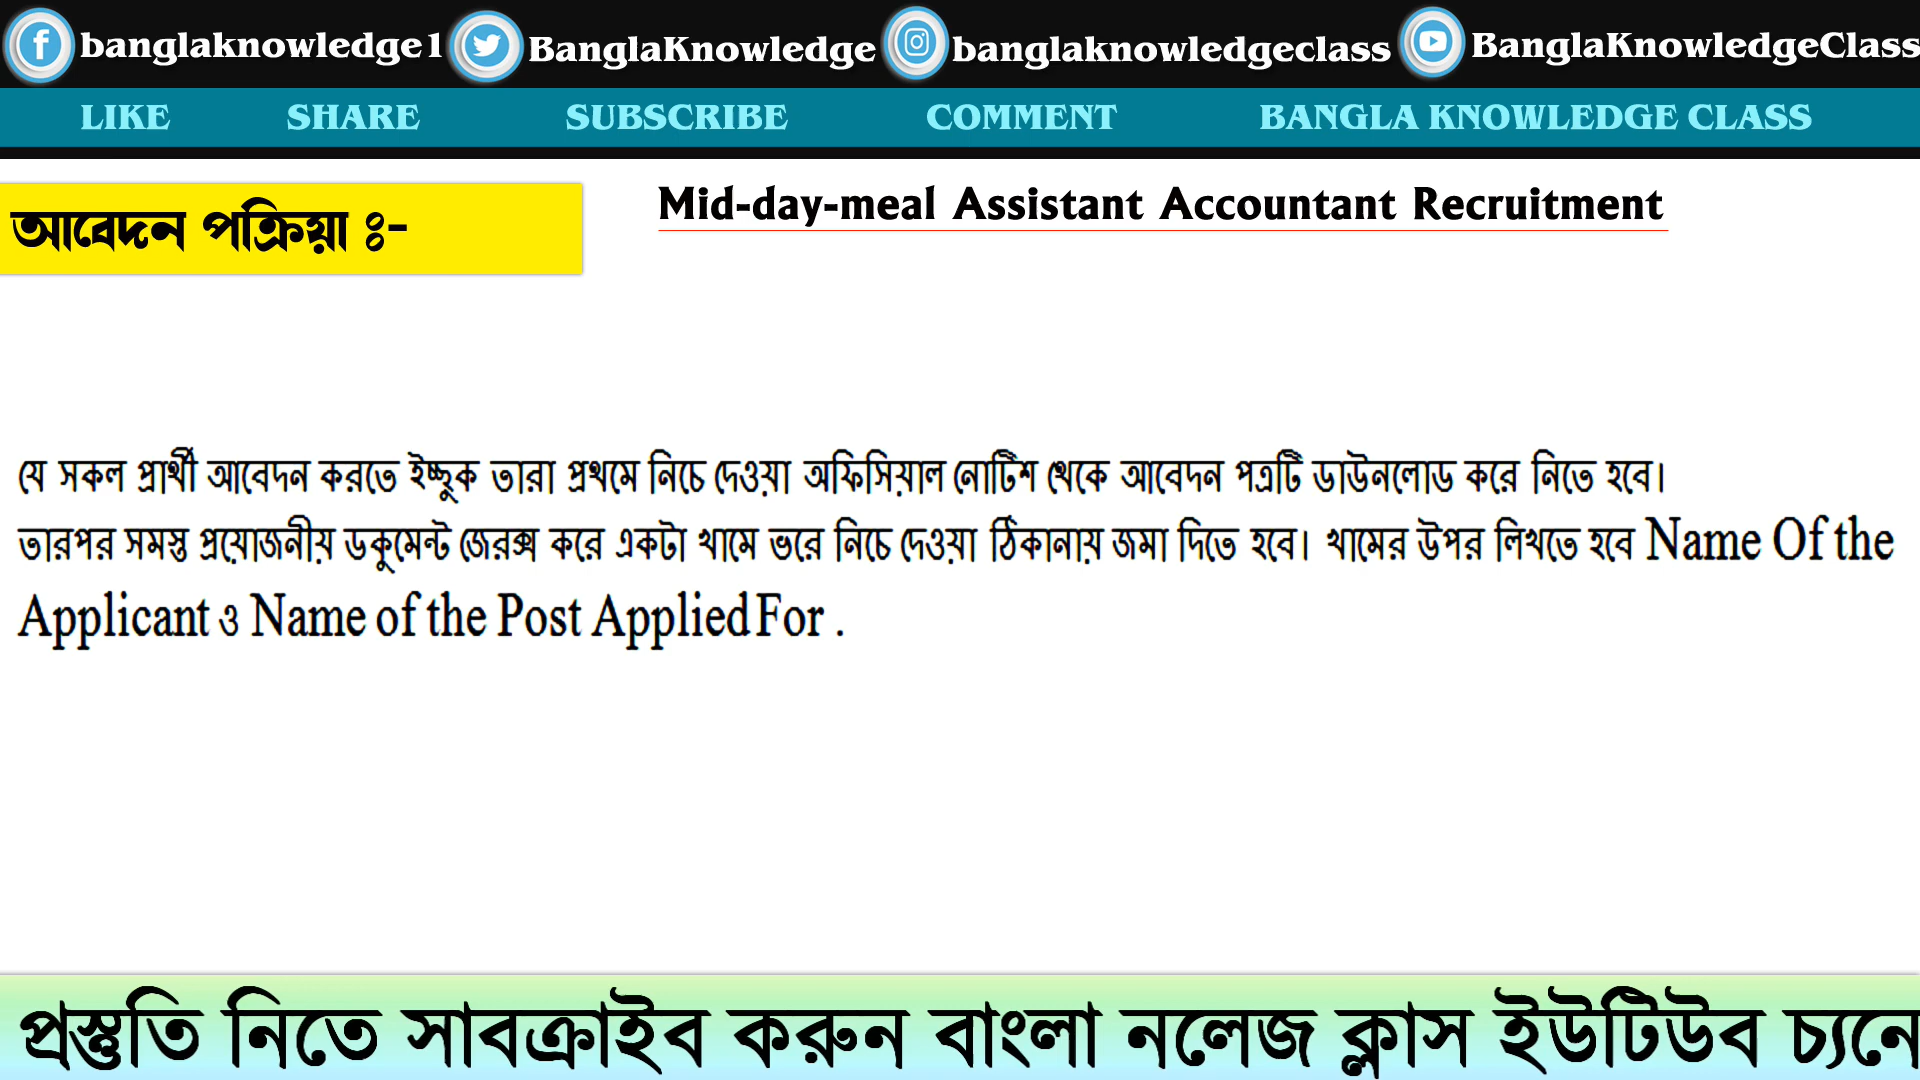 banglaknowledge1 BanglaKnowledge banglaknowledgeclass BanglaKnowledgeClass
LIKE SHARE SUBSCRIBE COMMENT BANGLA KNOWLEDGE CLASS
আবেদন পক্রিয়া ঃ-
Mid-day-meal Assistant Accountant Recruitment
যে সকল প্রার্থী আবেদন করতে ইচ্ছুক তারা প্রথমে নিচে দেওয়া অফিসিয়াল নোটিশ থেকে আবেদন পত্রটি ডাউনলোড করে নিতে হবে।
তারপর সমস্ত প্রয়োজনীয় ডকুমেন্ট জেরক্স করে একটা খামে ভরে নিচে দেওয়া ঠিকানায় জমা দিতে হবে। খামের উপর লিখতে হবে Name Of the
Applicant ও Name of the Post Applied For .
প্রস্তুতি নিতে সাবক্রাইব করুন বাংলা নলেজ ক্লাস ইউটিউব চ্যনে